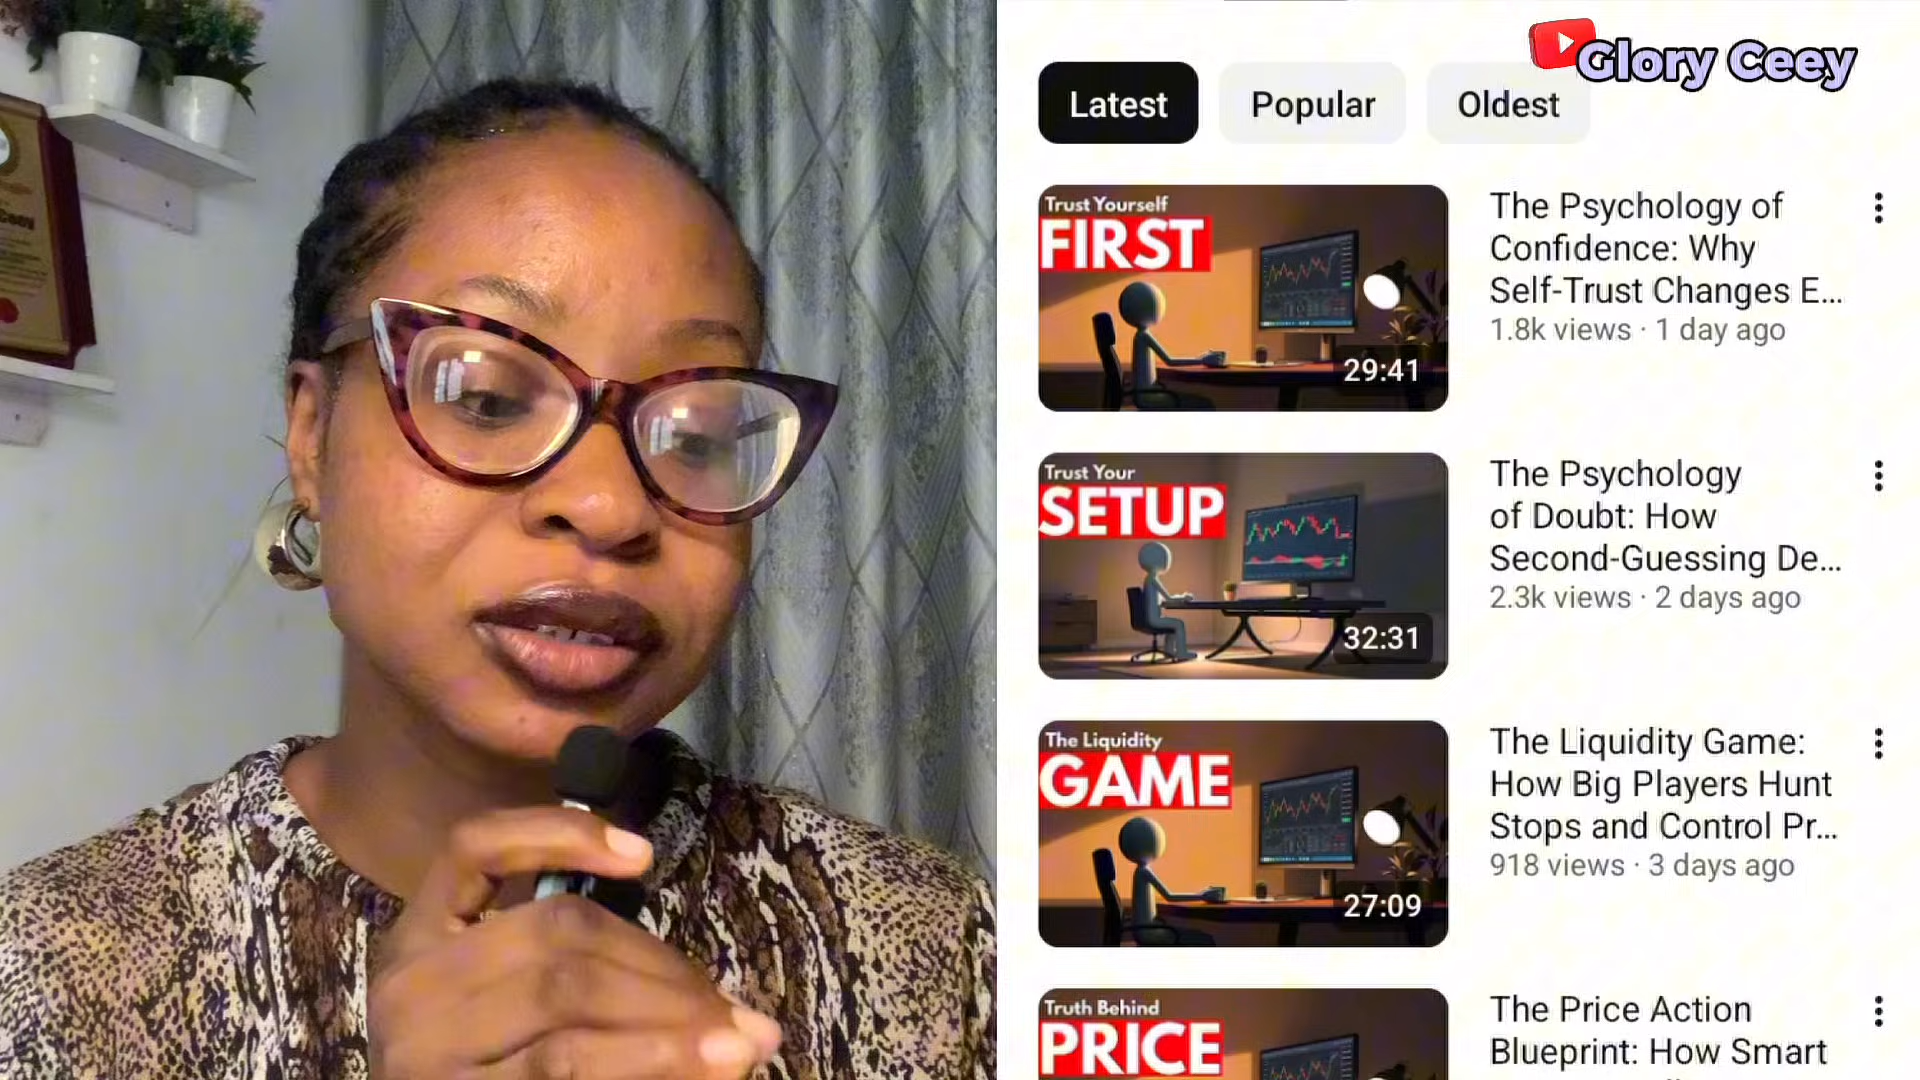 Glory Ceey
Latest
Popular
Oldest
Trust Yourself
FIRST
29:41
The Psychology of
Confidence: Why
Self-Trust Changes E...
1.8k views · 1 day ago
Trust Your
SETUP
32:31
The Psychology
of Doubt: How
Second-Guessing De...
2.3k views · 2 days ago
The Liquidity
GAME
27:09
The Liquidity Game:
How Big Players Hunt
Stops and Control Pr...
918 views · 3 days ago
Truth Behind
PRICE
The Price Action
Blueprint: How Smart